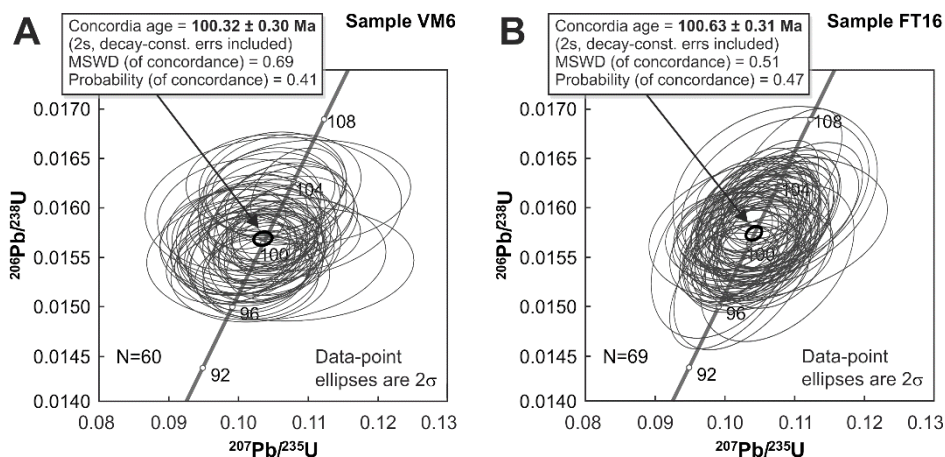 A
Sample VM6
Concordia age = 100.32 ± 0.30 Ma
(2s, decay-const. errs included)
MSWD (of concordance) = 0.69
Probability (of concordance) = 0.41
0.0170
0.0165
0.0160
0.0155
0.0150
0.0145
0.0140
²⁰⁶Pb/²³⁸U
108
104
100
96
92
N=60
Data-point
ellipses are 2σ
0.08 0.09 0.10 0.11 0.12 0.13
²⁰⁷Pb/²³⁵U
B
Sample FT16
Concordia age = 100.63 ± 0.31 Ma
(2s, decay-const. errs included)
MSWD (of concordance) = 0.51
Probability (of concordance) = 0.47
0.0170
0.0165
0.0160
0.0155
0.0150
0.0145
0.0140
²⁰⁶Pb/²³⁸U
108
104
100
96
92
N=69
Data-point
ellipses are 2σ
0.08 0.09 0.10 0.11 0.12 0.13
²⁰⁷Pb/²³⁵U